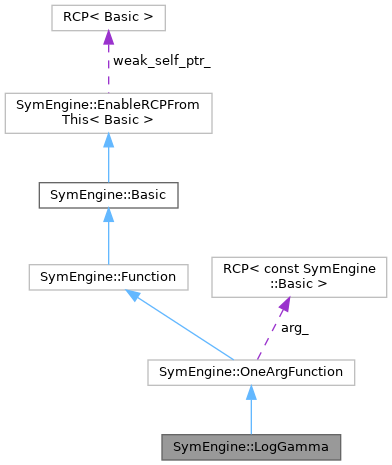 RCP< Basic >
weak_self_ptr_
SymEngine::EnableRCPFrom
This< Basic >
SymEngine::Basic
SymEngine::Function
RCP< const SymEngine
::Basic >
arg_
SymEngine::OneArgFunction
SymEngine::LogGamma